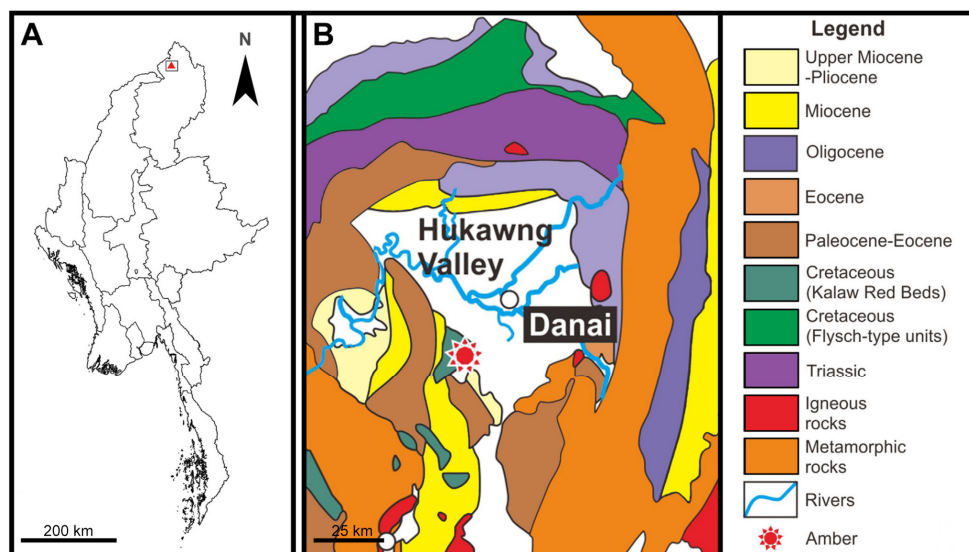 A
N
200 km
B
Hukawng
Valley
Danai
25 km
Legend
Upper Miocene
-Pliocene
Miocene
Oligocene
Eocene
Paleocene-Eocene
Cretaceous
(Kalaw Red Beds)
Cretaceous
(Flysch-type units)
Triassic
Igneous
rocks
Metamorphic
rocks
Rivers
Amber